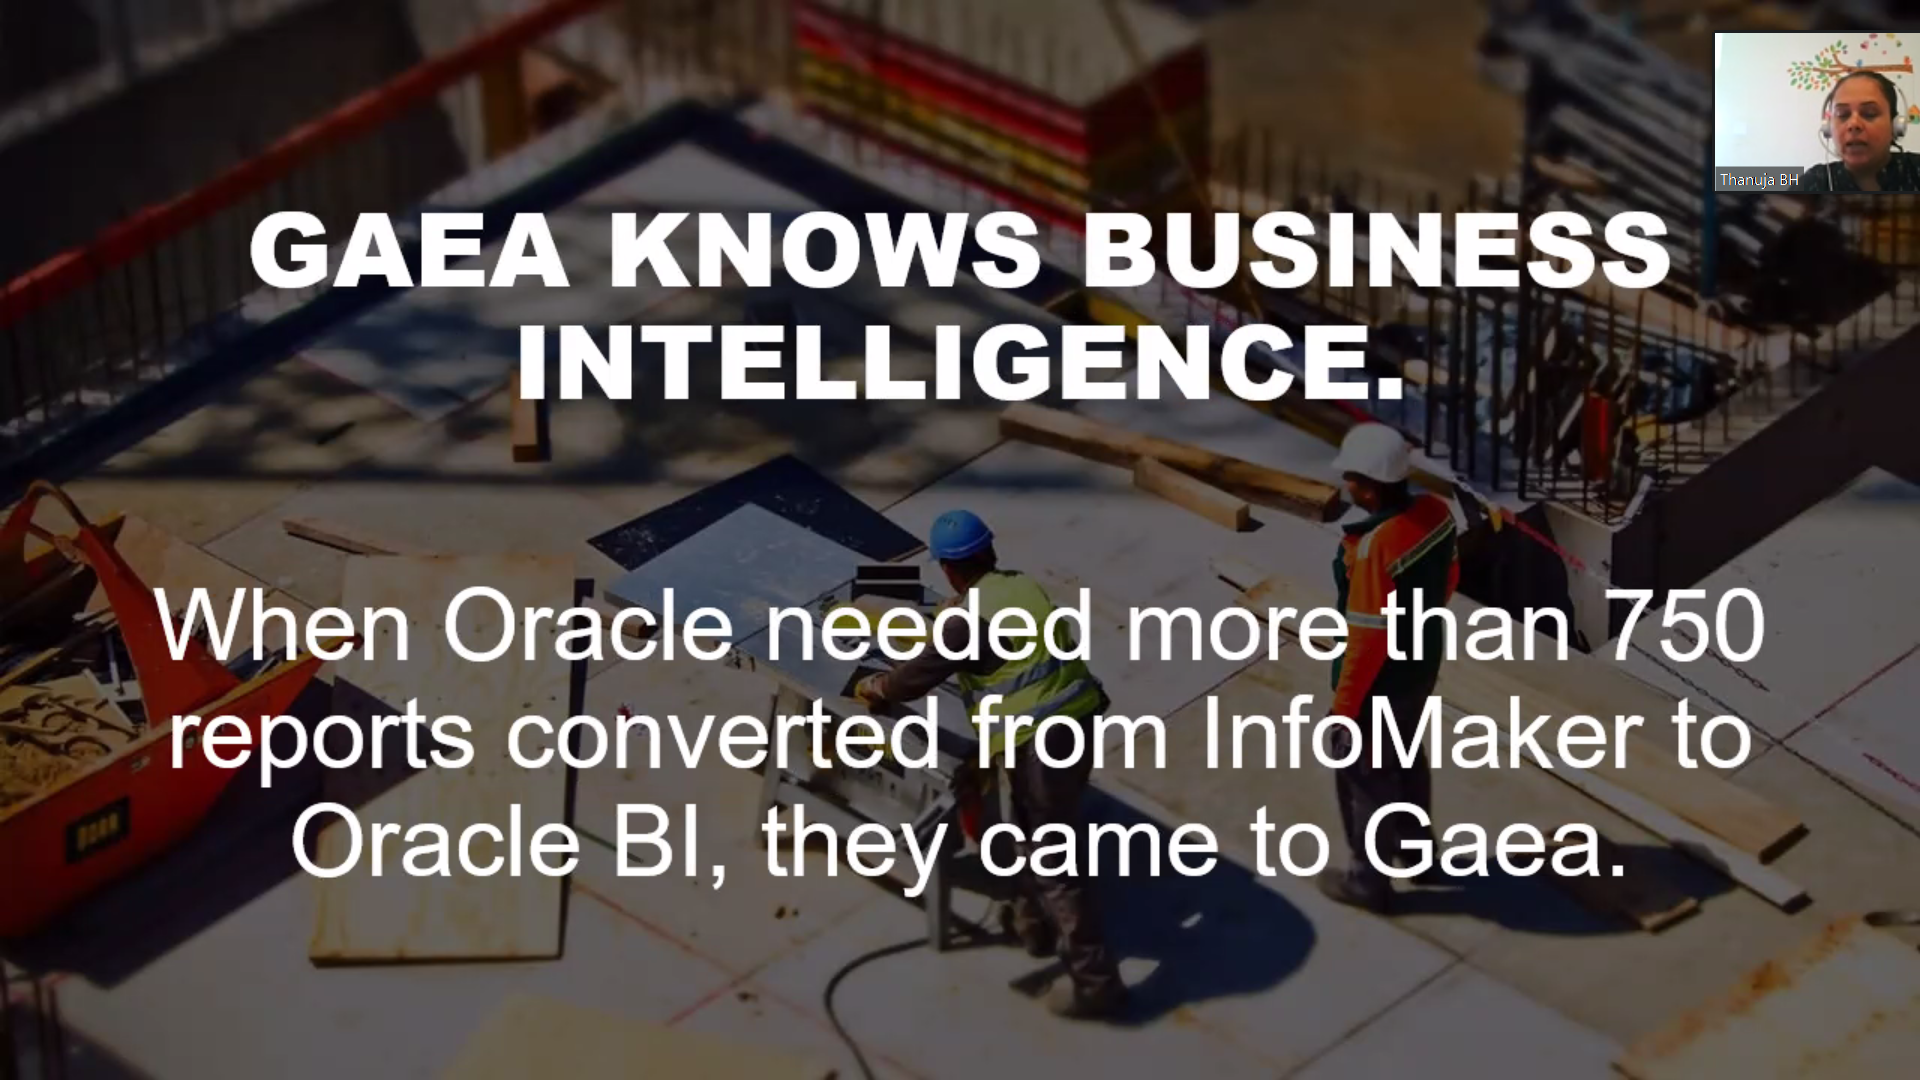 Thanuja BH
GAEA KNOWS BUSINESS
INTELLIGENCE.
When Oracle needed more than 750
reports converted from InfoMaker to
Oracle BI, they came to Gaea.